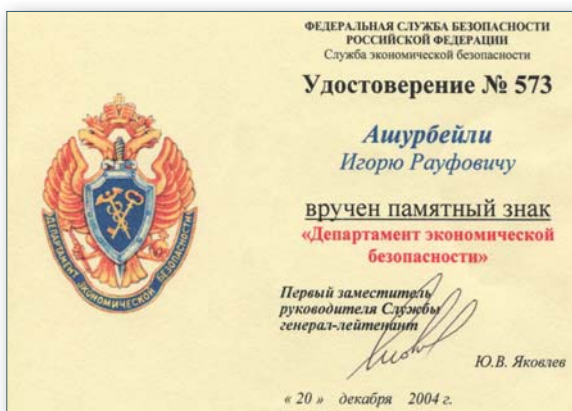 ФЕДЕРАЛЬНАЯ СЛУЖБА БЕЗОПАСНОСТИ
РОССИЙСКОЙ ФЕДЕРАЦИИ
Служба экономической безопасности
Удостоверение № 573
Ашурбейли
Игорю Рауфовичу
вручен памятный знак
«Департамент экономической
безопасности»
Первый заместитель
руководителя Службы
генерал-лейтенант
Ю.В. Яковлев
« 20 » декабря 2004 г.
ДЕПАРТАМЕНТ ЭКОНОМИЧЕСКОЙ БЕЗОПАСНОСТИ